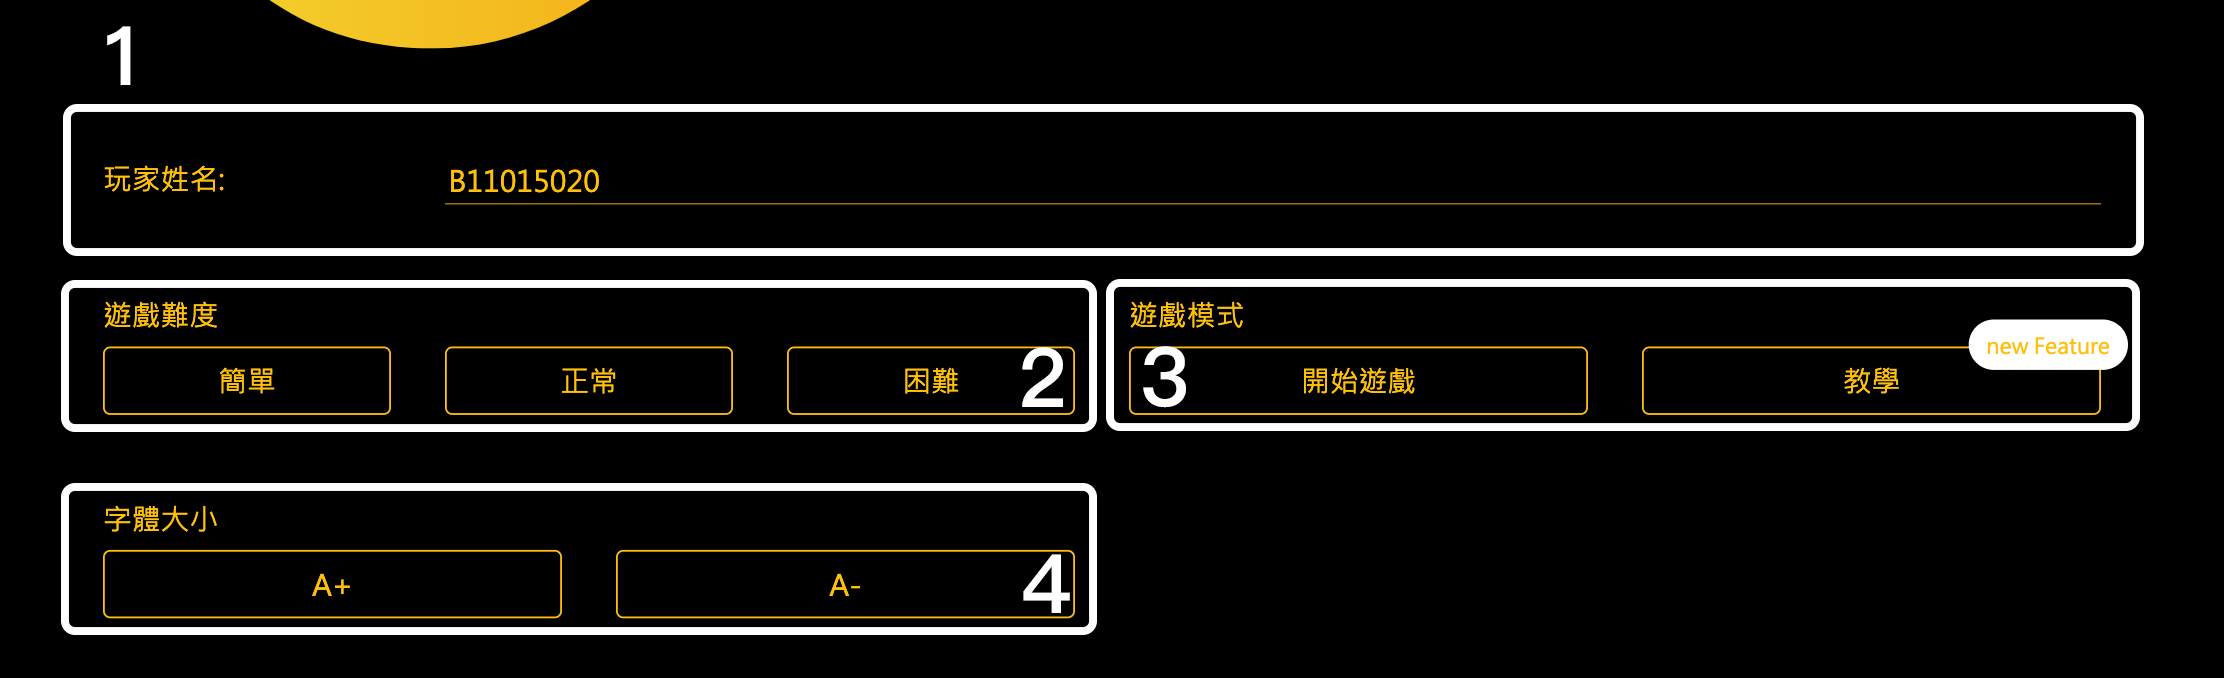 1
玩家姓名: B11015020
遊戲難度
簡單 正常 困難 2
遊戲模式
new Feature
3 開始遊戲 教學
字體大小
A+ A- 4